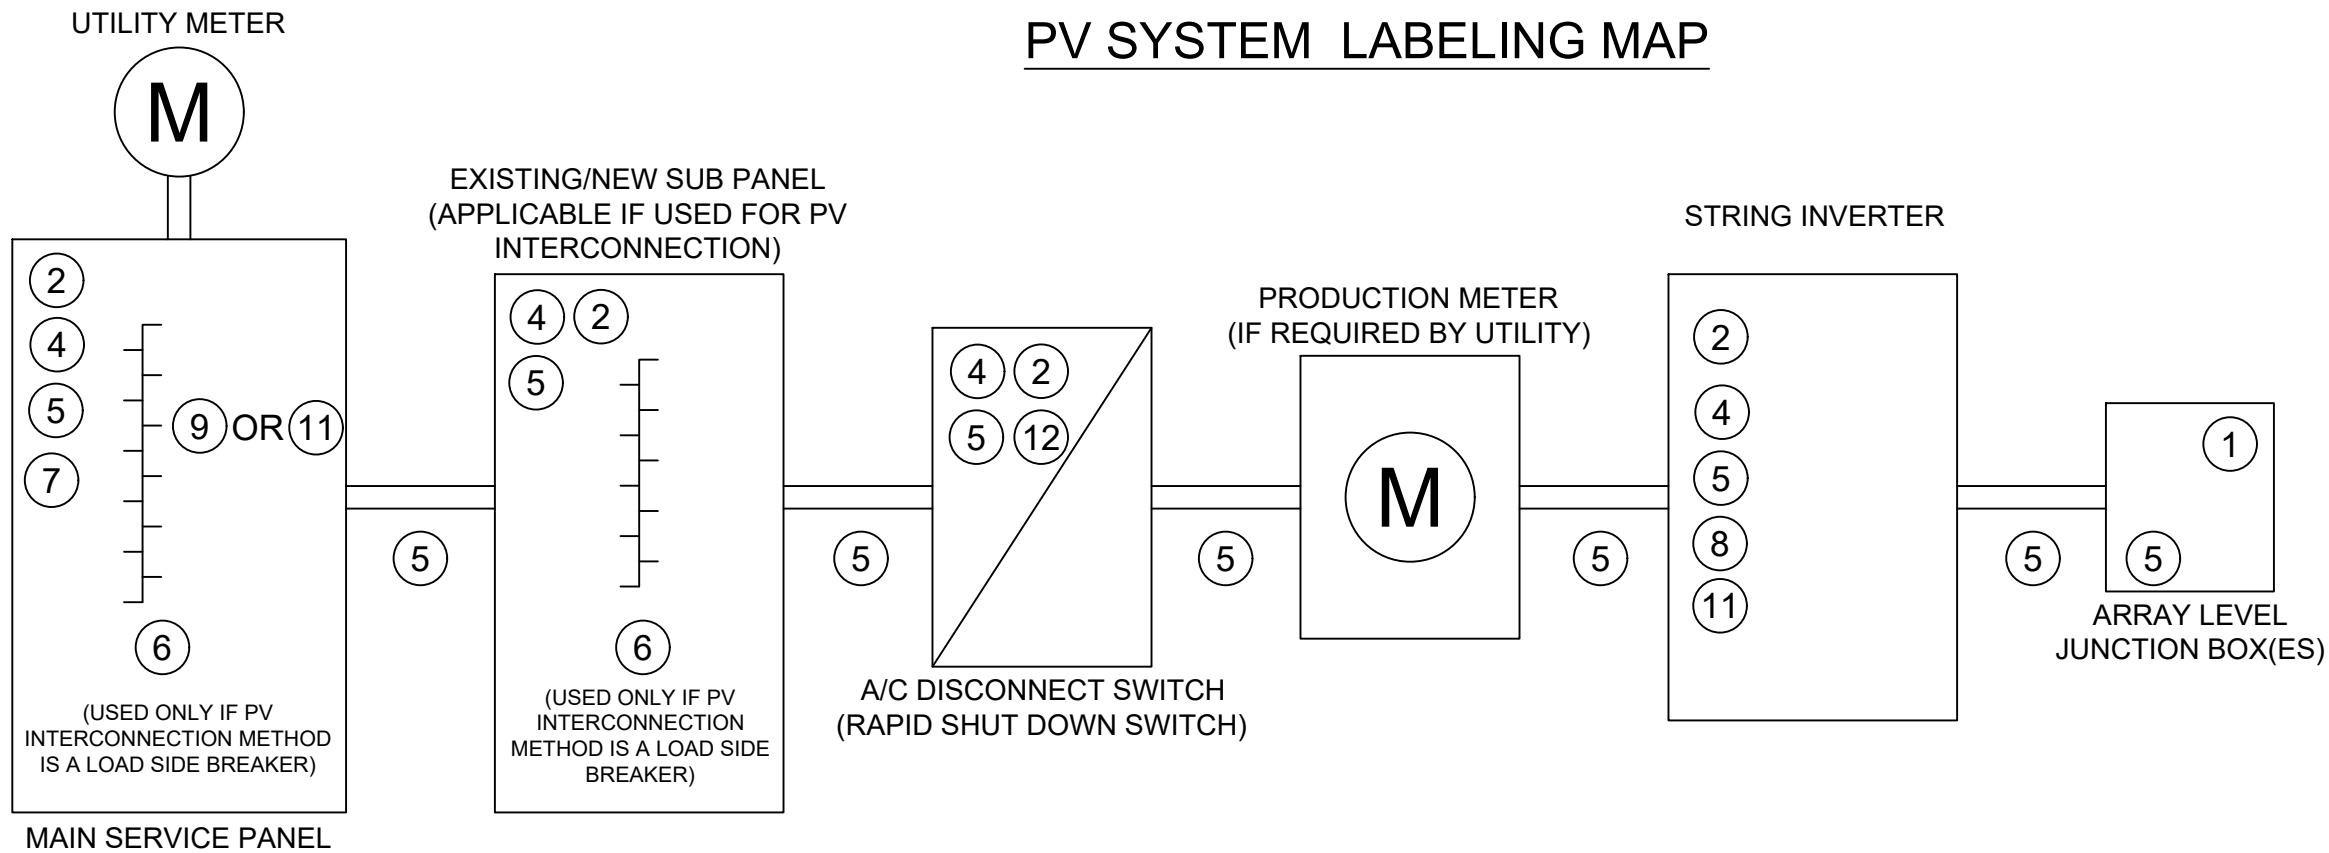 UTILITY METER
PV SYSTEM LABELING MAP
M
EXISTING/NEW SUB PANEL
(APPLICABLE IF USED FOR PV
INTERCONNECTION)
STRING INVERTER
PRODUCTION METER
(IF REQUIRED BY UTILITY)
2
4
5
7
9 OR 11
6
(USED ONLY IF PV
INTERCONNECTION METHOD
IS A LOAD SIDE BREAKER)
MAIN SERVICE PANEL
5
4 2
5
6
(USED ONLY IF PV
INTERCONNECTION
METHOD IS A LOAD SIDE
BREAKER)
5
4 2
5 12
A/C DISCONNECT SWITCH
(RAPID SHUT DOWN SWITCH)
5
M
5
2
4
5
8
11
5
1
5
ARRAY LEVEL
JUNCTION BOX(ES)